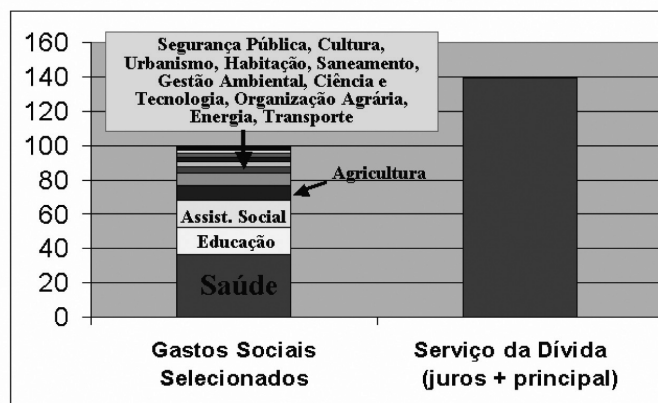 160
140
120
100
80
60
40
20
0
Segurança Pública, Cultura,
Urbanismo, Habitação, Saneamento,
Gestão Ambiental, Ciência e
Tecnologia, Organização Agrária,
Energia, Transporte
Agricultura
Assist. Social
Educação
Saúde
Gastos Sociais
Selecionados
Serviço da Dívida
(juros + principal)